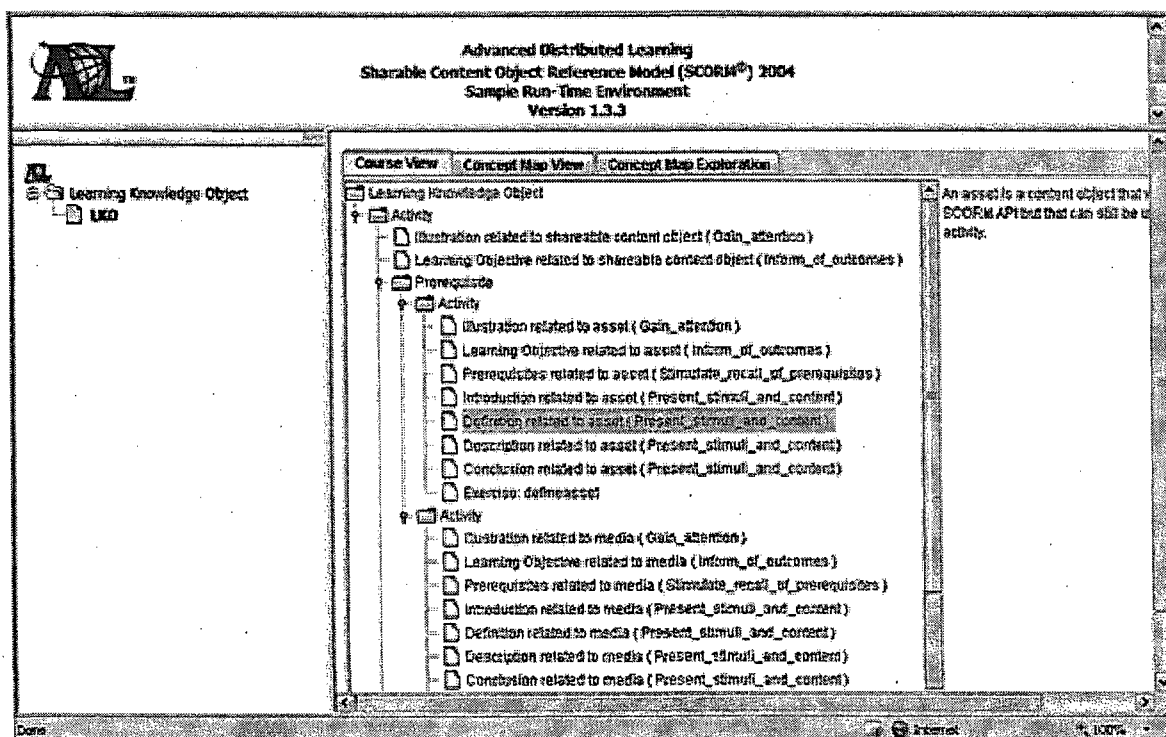 Advanced Distributed Learning
Sharable Content Object Reference Model (SCORM®) 2004
Sample Run-Time Environment
Version 1.3.3
Learning Knowledge Object
LKO
Course View Concept Map View Concept Map Exploration
Learning Knowledge Object
Activity
Illustration related to shareable content object ( Gain_attention )
Learning Objective related to shareable content object ( Inform_of_outcomes )
Prerequisite
Activity
Illustration related to asset ( Gain_attention )
Learning Objective related to asset ( Inform_of_outcomes )
Prerequisites related to asset ( Stimulate_recall_of_prerequisites )
Introduction related to asset ( Present_stimuli_and_content )
Definition related to asset ( Present_stimuli_and_content )
Description related to asset ( Present_stimuli_and_content )
Conclusion related to asset ( Present_stimuli_and_content )
Exercise: defineasset
Activity
Illustration related to media ( Gain_attention )
Learning Objective related to media ( Inform_of_outcomes )
Prerequisites related to media ( Stimulate_recall_of_prerequisites )
Introduction related to media ( Present_stimuli_and_content )
Definition related to media ( Present_stimuli_and_content )
Description related to media ( Present_stimuli_and_content )
Conclusion related to media ( Present_stimuli_and_content )
An asset is a content object that
SCORM API but that can still be
activity.
Done Internet 100%